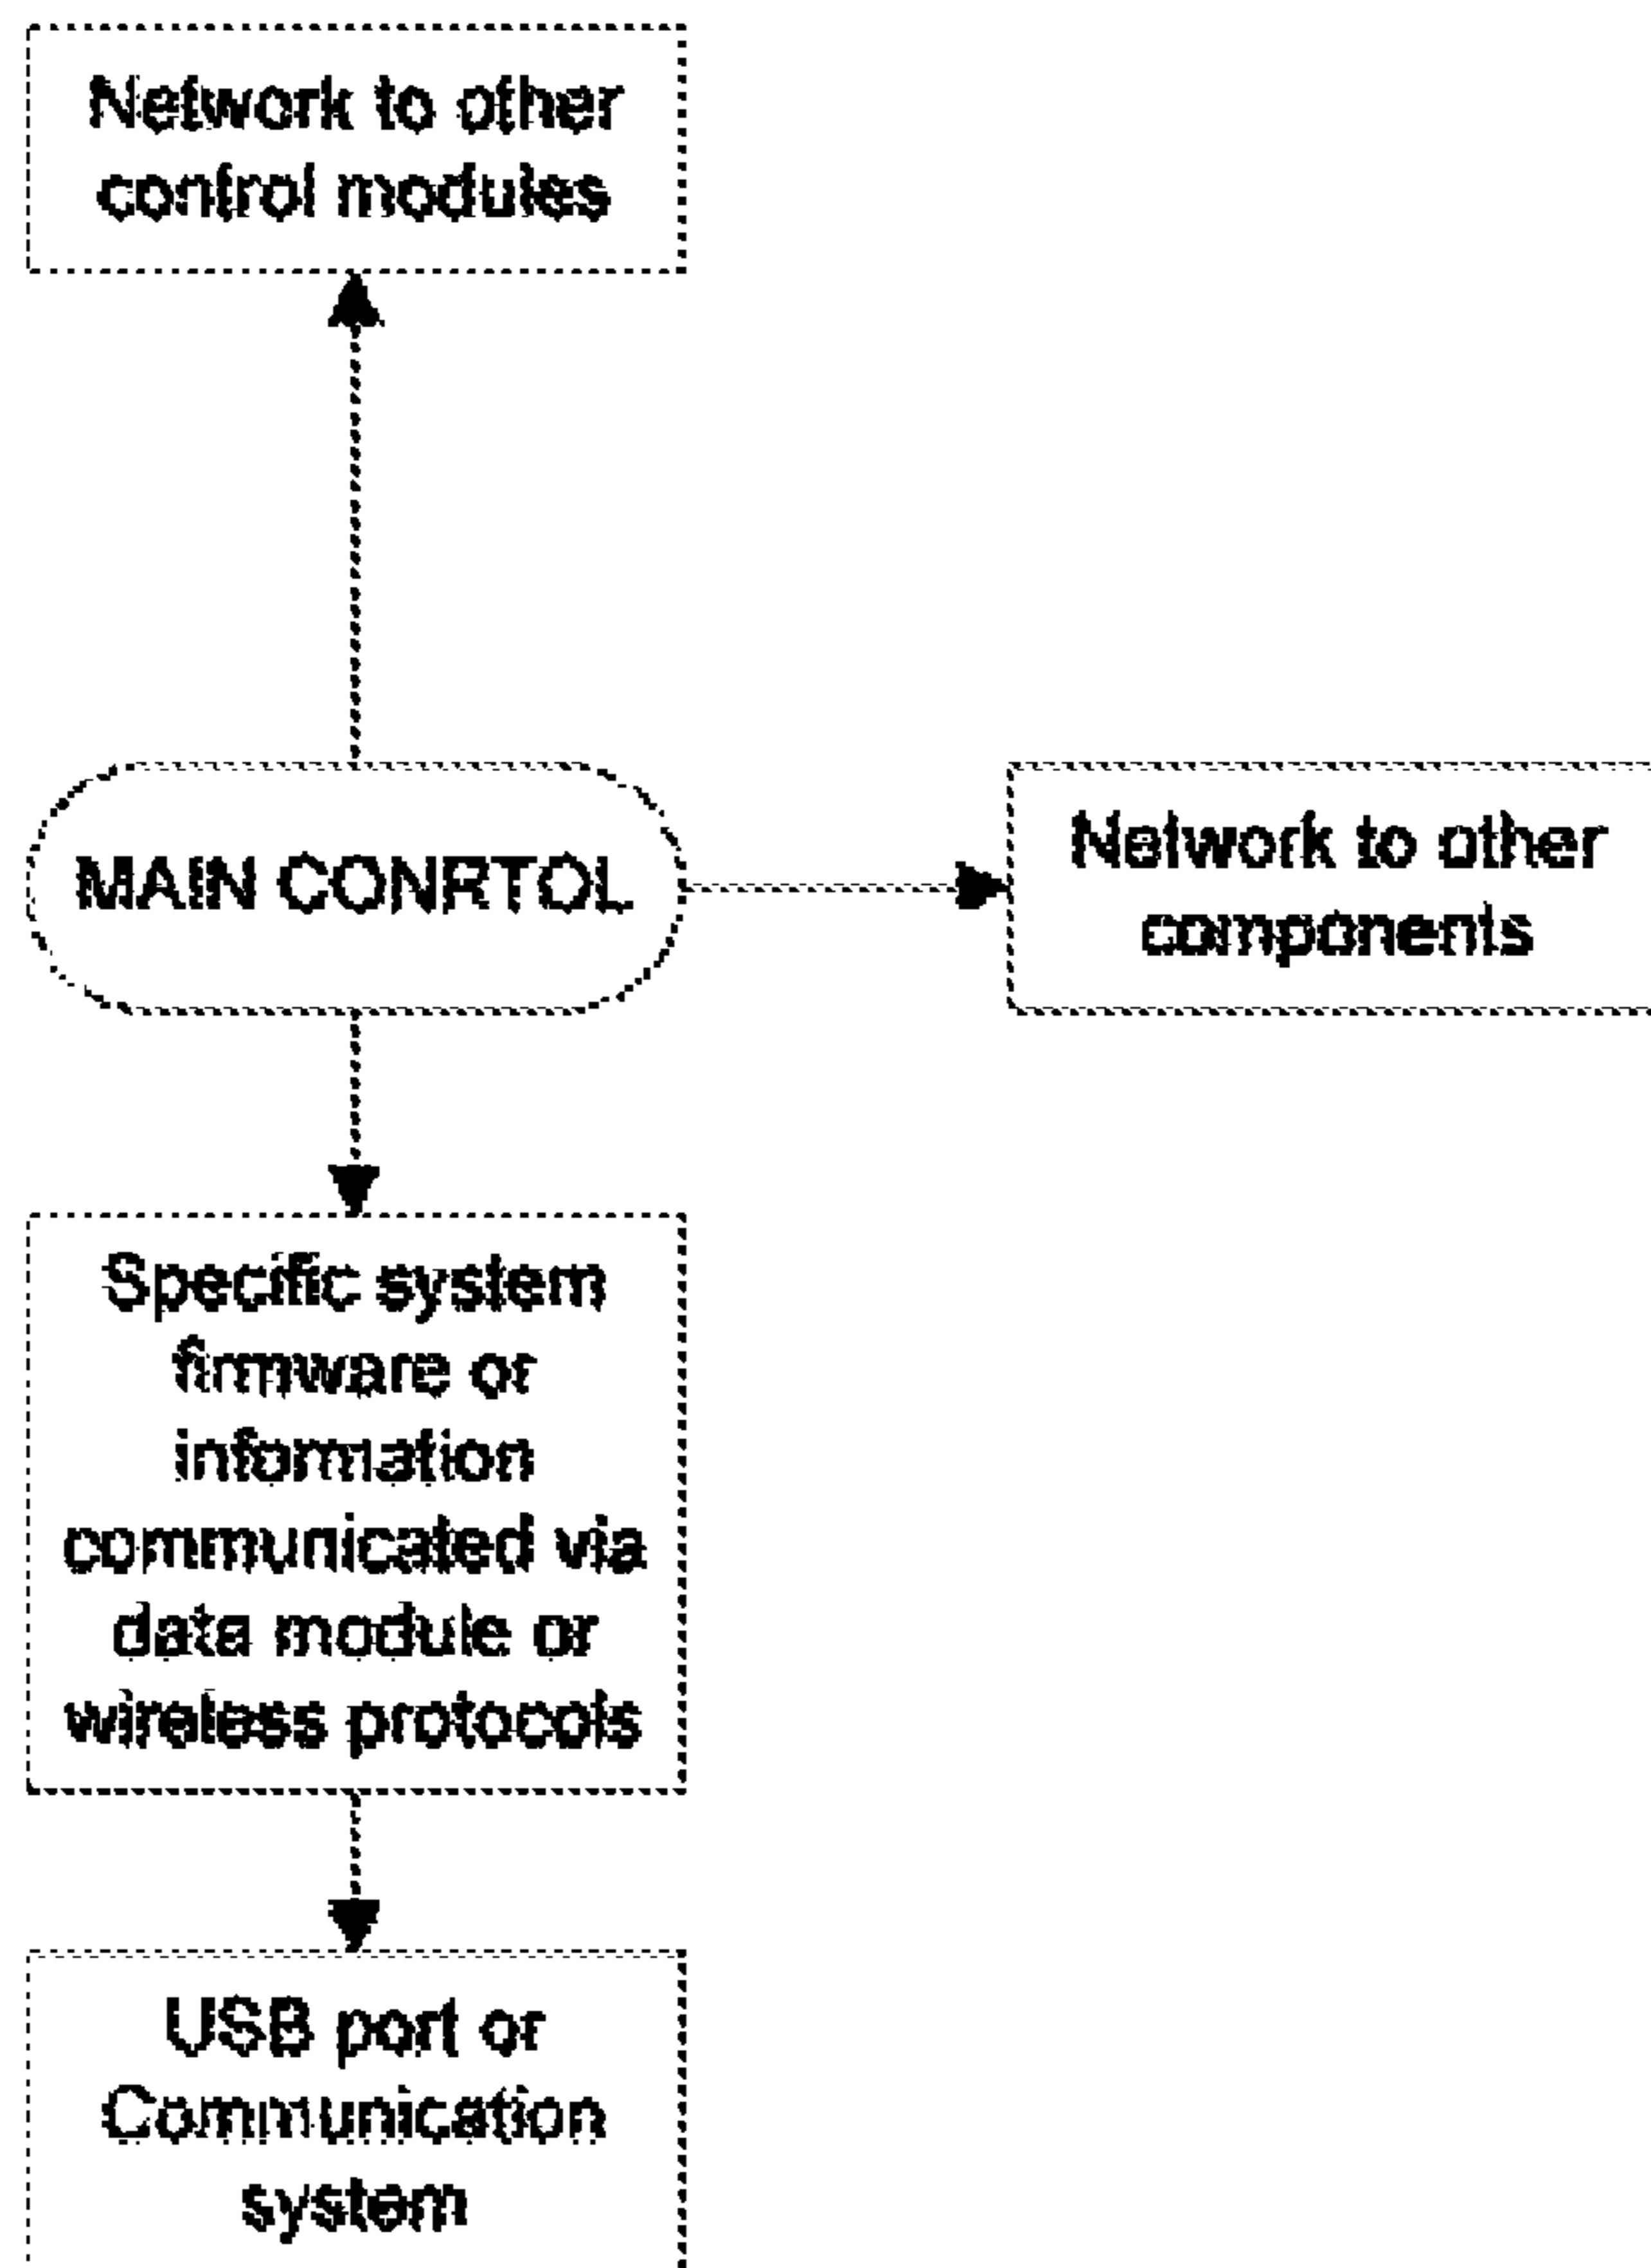 Network to other
control modules
MAIN CONRTOL
Network to other
components
Specific system
firmware or
information
communicated via
data module or
wireless protocols
USB port or
Communication
system